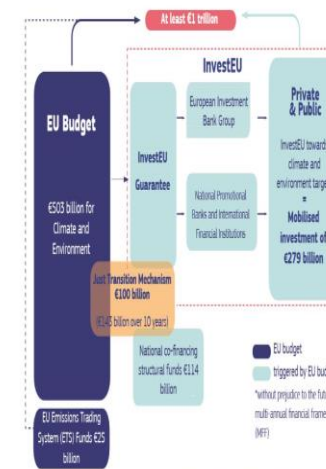 At least €1 trillion
InvestEU
EU Budget
€503 billion for
Climate and
Environment
InvestEU
Guarantee
European Investment
Bank Group
National Promotional
Banks and International
Financial Institutions
Private
& Public
InvestEU towards
climate and
environment targe
=
Mobilised
investment of
€279 billion
Just Transition Mechanism
€100 billion
(€143 billion over 10 years)
National co-financing
structural funds €114
billion
EU Emissions Trading
System (ETS) Funds €25
billion
EU budget
triggered by EU bud
*without prejudice to the futu
multi-annual financial framew
(MFF)